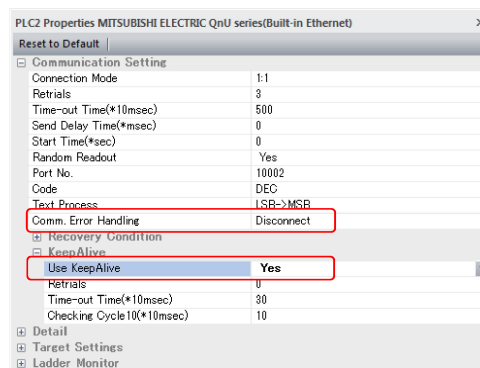 PLC2 Properties MITSUBISHI ELECTRIC QnU series(Built-in Ethernet)
Reset to Default
Communication Setting
Connection Mode 1:1
Retrials 3
Time-out Time(*10msec) 500
Send Delay Time(*msec) 0
Start Time(*sec) 0
Random Readout Yes
Port No. 10002
Code DEC
Text Process LSB->MSB
Comm. Error Handling Disconnect
Recovery Condition
KeepAlive
Use KeepAlive Yes
Retrials 0
Time-out Time(*10msec) 30
Checking Cycle10(*10msec) 10
Detail
Target Settings
Ladder Monitor